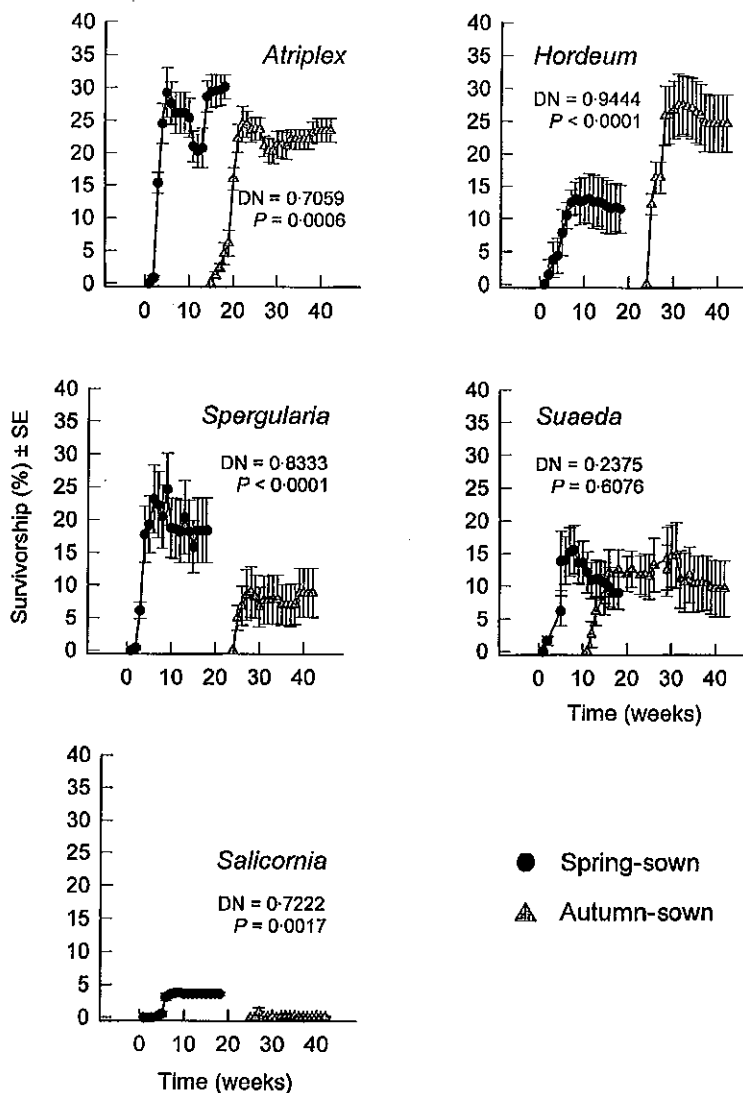 Atriplex
DN = 0·7059
P = 0·0006
40
35
30
25
20
15
10
5
0
0 10 20 30 40
Hordeum
DN = 0·9444
P < 0·0001
40
35
30
25
20
15
10
5
0
0 10 20 30 40
Survivorship (%) ± SE
Spergularia
DN = 0·8333
P < 0·0001
40
35
30
25
20
15
10
5
0
0 10 20 30 40
Suaeda
DN = 0·2375
P = 0·6076
40
35
30
25
20
15
10
5
0
0 10 20 30 40
Time (weeks)
Salicornia
DN = 0·7222
P = 0·0017
40
35
30
25
20
15
10
5
0
0 10 20 30 40
Time (weeks)
Spring-sown
Autumn-sown